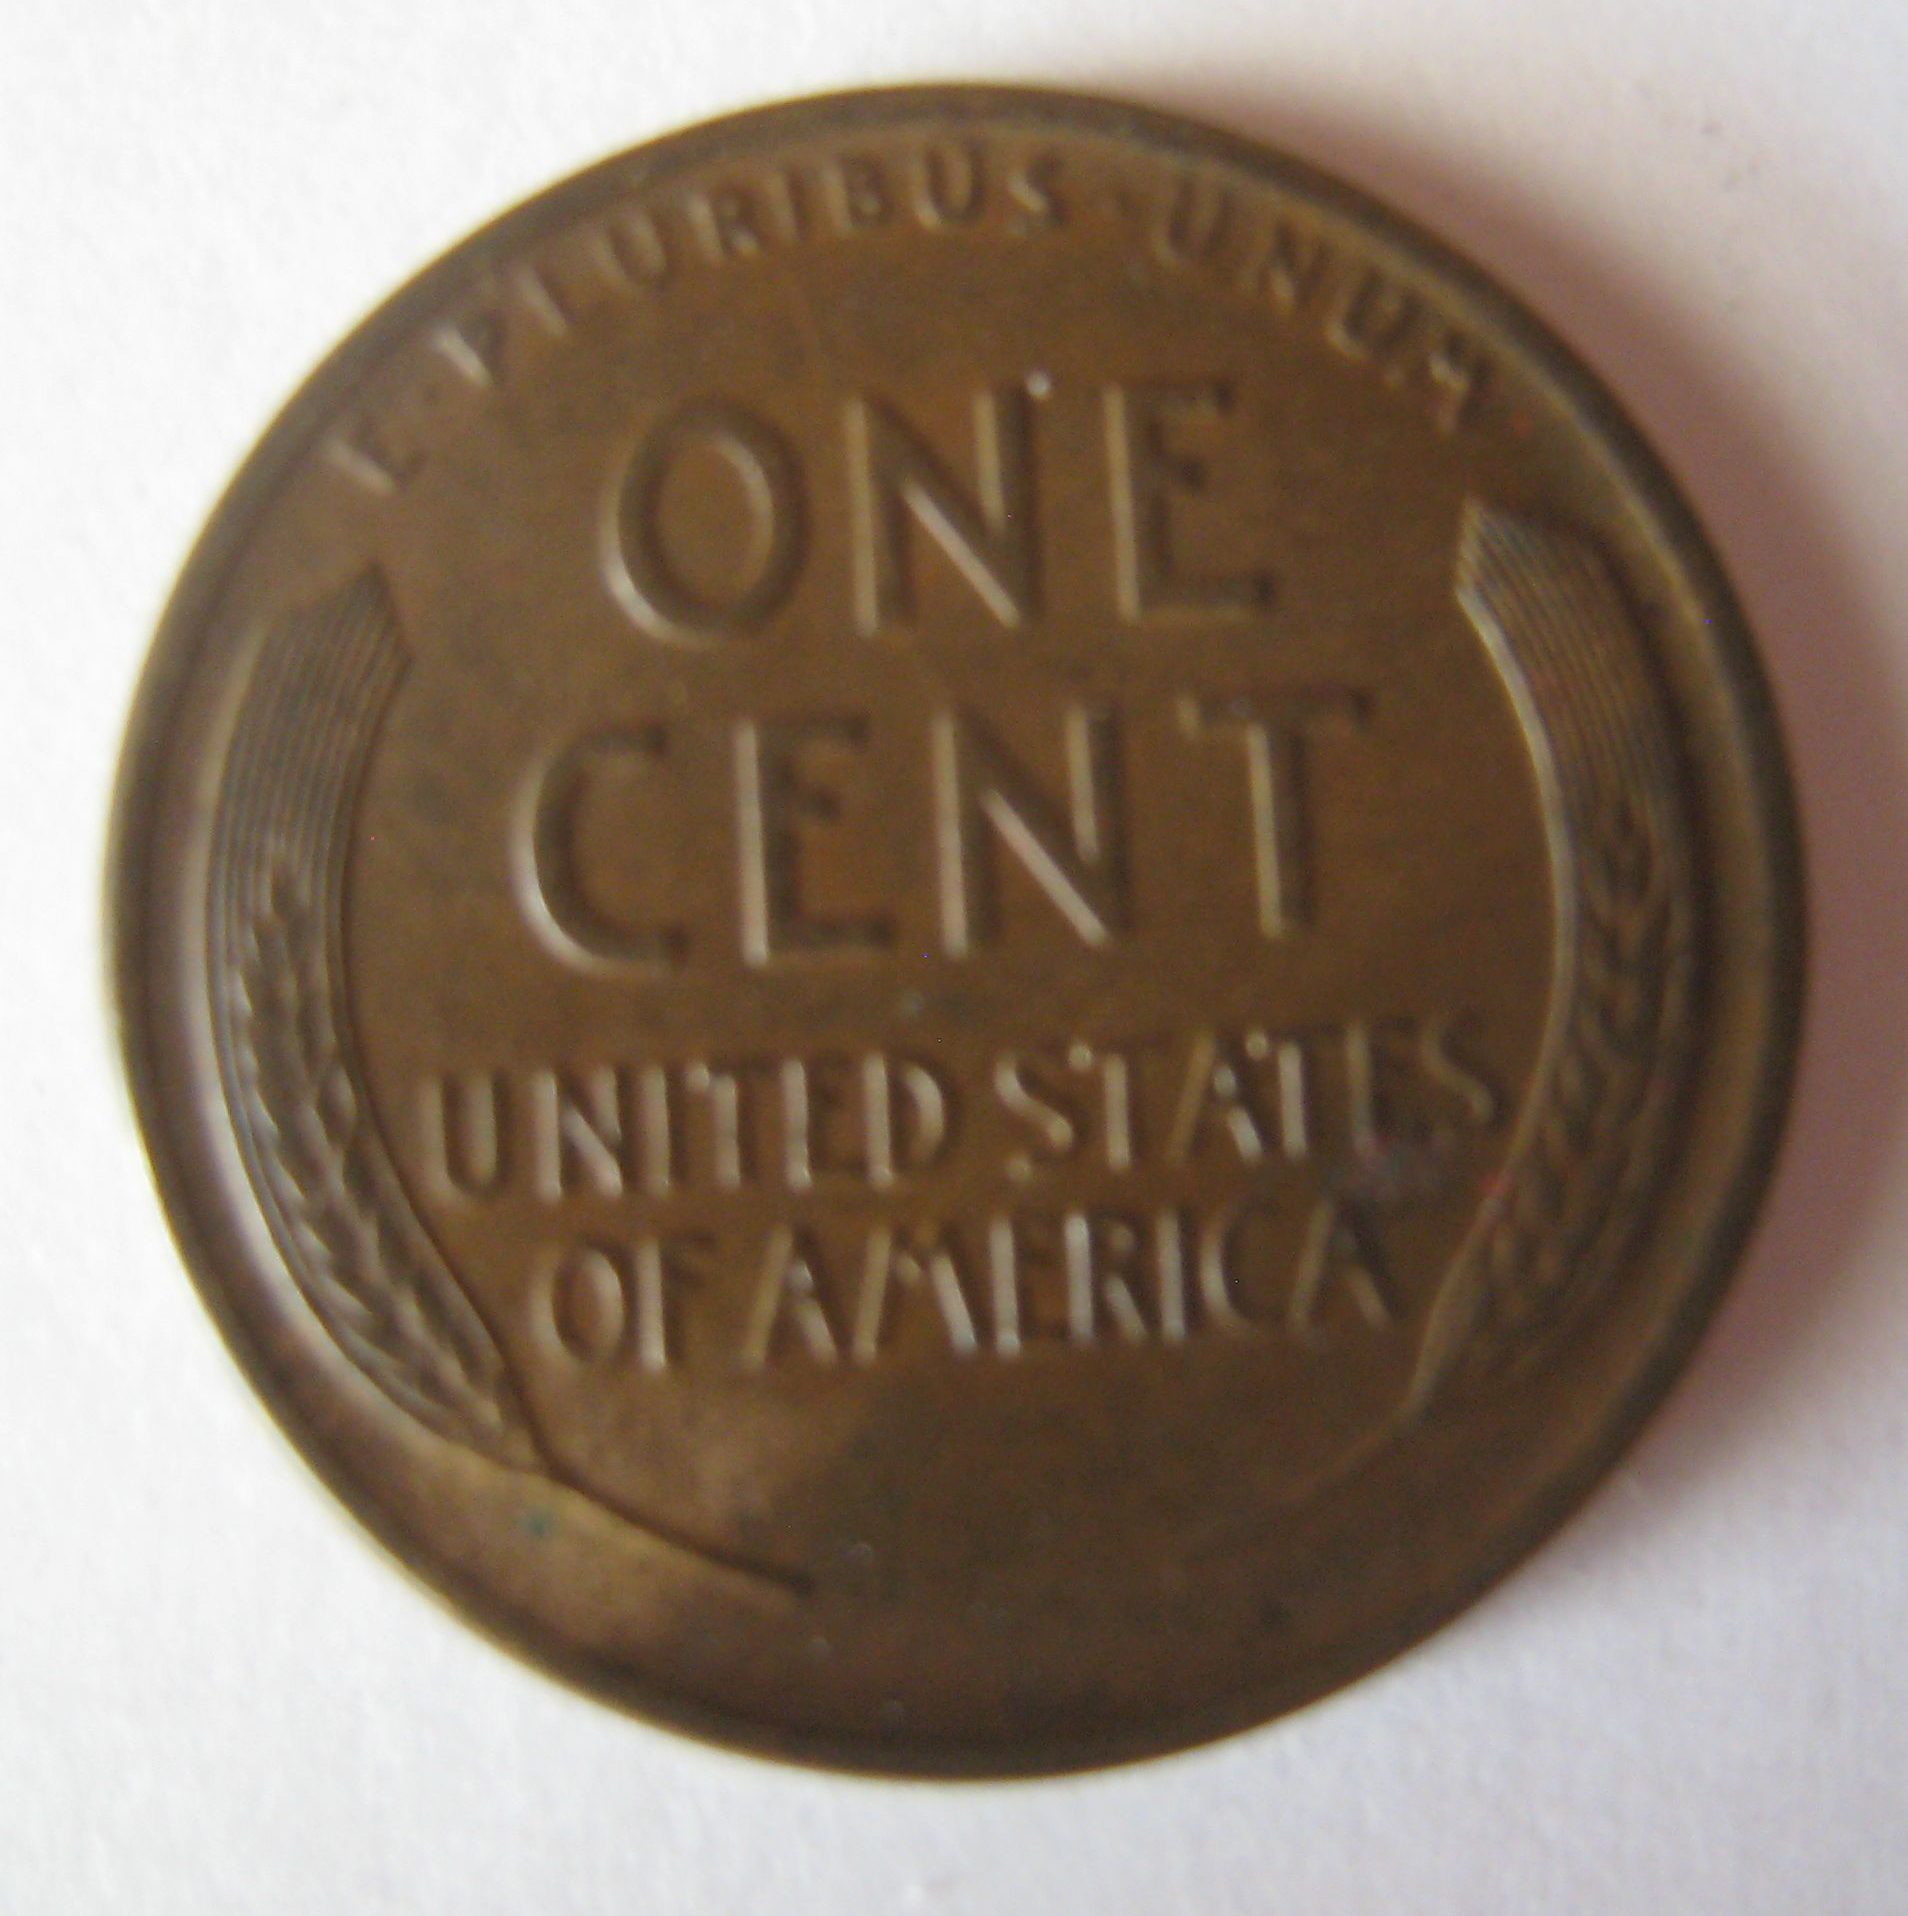 E·PLURIBUS·UNUM
ONE
CENT
UNITED STATES
OF AMERICA